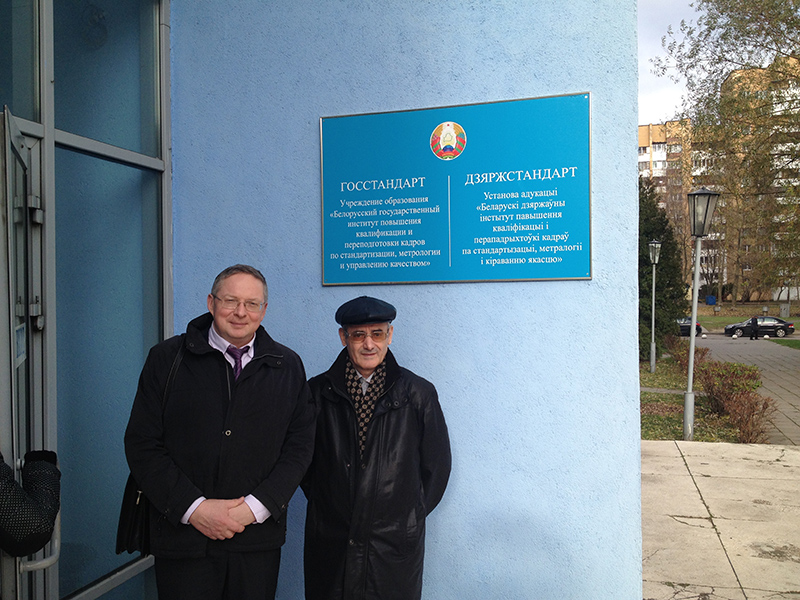 ГОССТАНДАРТ
Учреждение образования
«Белорусский государственный
институт повышения
квалификации и
переподготовки кадров
по стандартизации, метрологии
и управлению качеством»
ДЗЯРЖСТАНДАРТ
Установа адукацыі
«Беларускі дзяржаўны
інстытут павышэння
кваліфікацыі і
перападрыхтоўкі кадраў
па стандартызацыі, метралогіі
і кіраванню якасцю»